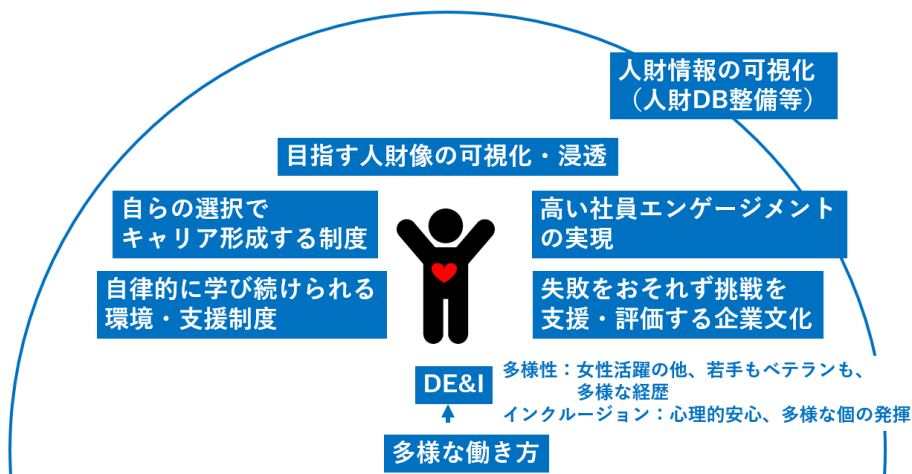 人財情報の可視化
（人財DB整備等）
目指す人財像の可視化・浸透
自らの選択で
キャリア形成する制度
高い社員エンゲージメント
の実現
自律的に学び続けられる
環境・支援制度
失敗をおそれず挑戦を
支援・評価する企業文化
DE&I
多様性：女性活躍の他、若手もベテランも、
多様な経歴
インクルージョン：心理的安心、多様な個の発揮
多様な働き方